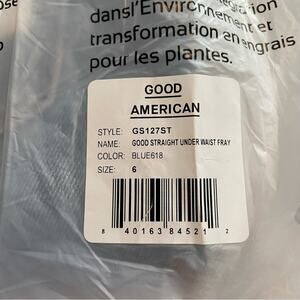 dansl'Environnement et
transformation en engrais
pour les plantes.
GOOD
AMERICAN
STYLE: GS127ST
NAME: GOOD STRAIGHT UNDER WAIST FRAY
COLOR: BLUE618
SIZE: 6
8 40163 84521 2